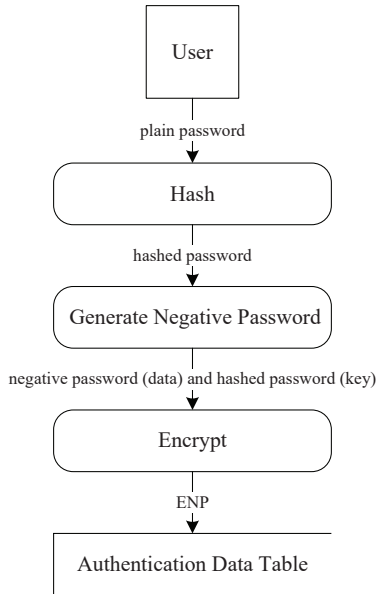 User
plain password
Hash
hashed password
Generate Negative Password
negative password (data) and hashed password (key)
Encrypt
ENP
Authentication Data Table